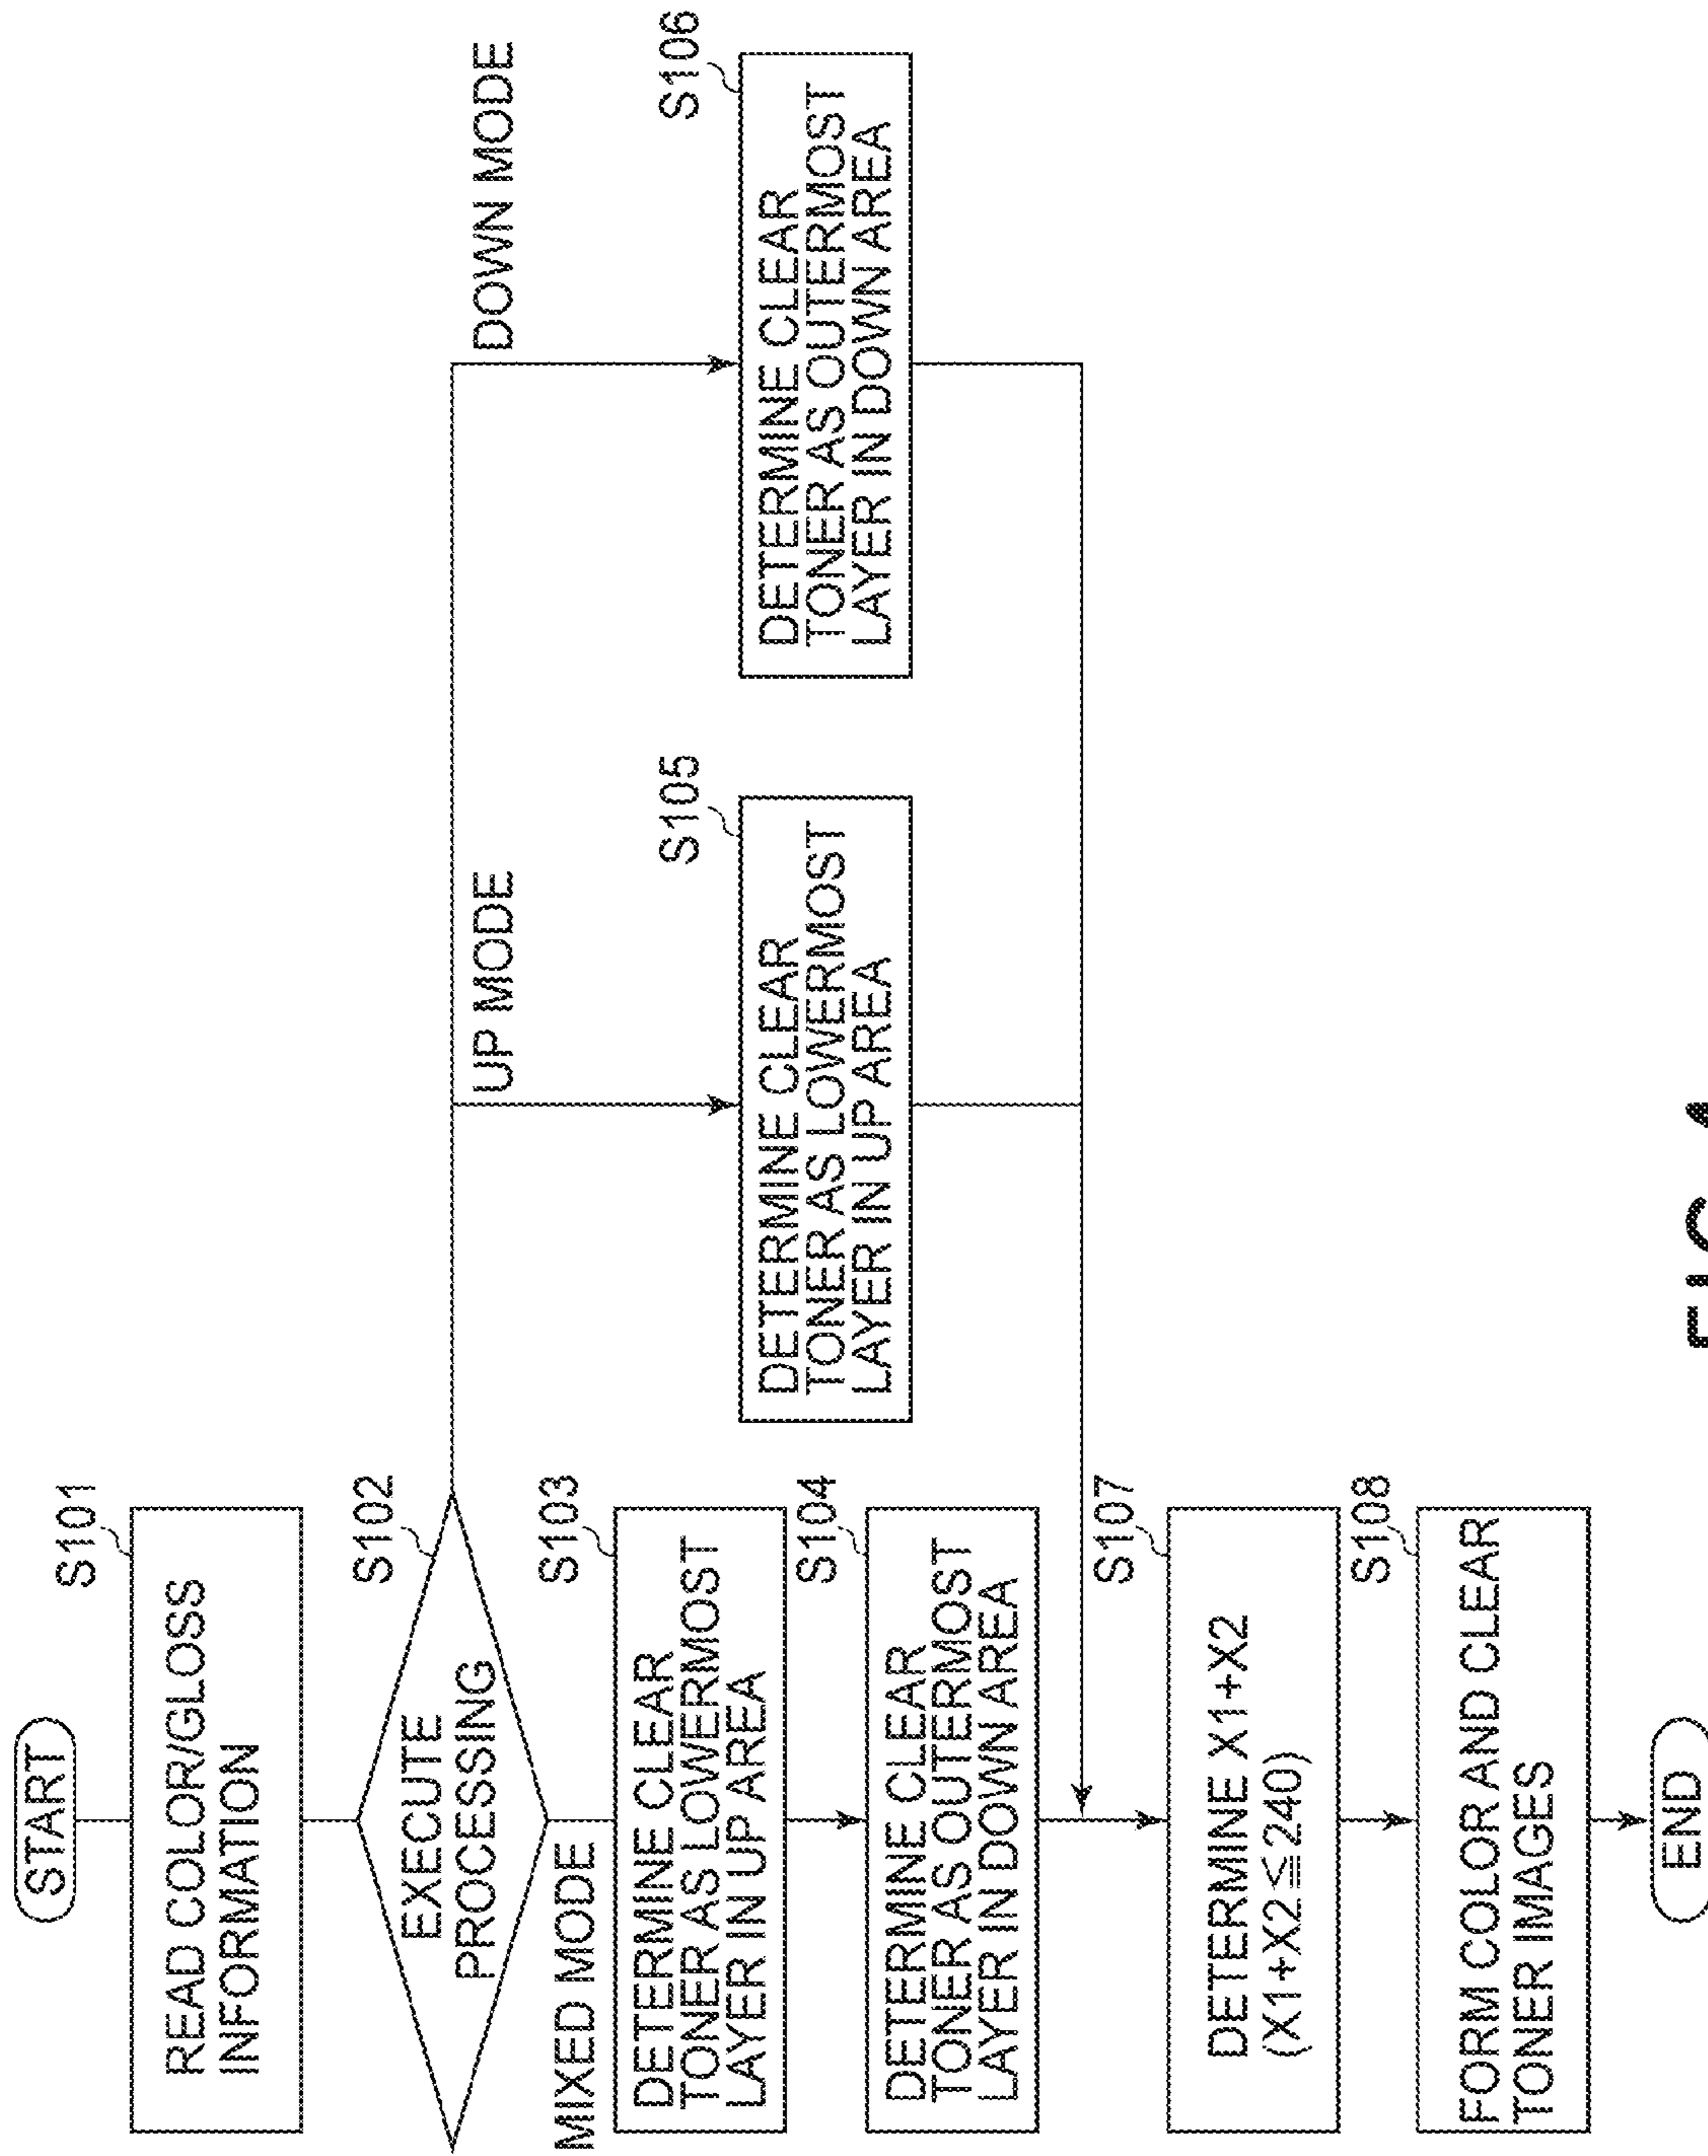 START
S101
READ COLOR/GLOSS
INFORMATION
S102
EXECUTE
PROCESSING
MIXED MODE
UP MODE
DOWN MODE
S103
DETERMINE CLEAR
TONER AS LOWERMOST
LAYER IN UP AREA
S104
DETERMINE CLEAR
TONER AS OUTERMOST
LAYER IN DOWN AREA
S105
DETERMINE CLEAR
TONER AS LOWERMOST
LAYER IN UP AREA
S106
DETERMINE CLEAR
TONER AS OUTERMOST
LAYER IN DOWN AREA
S107
DETERMINE X1+X2
(X1+X2≦240)
S108
FORM COLOR AND CLEAR
TONER IMAGES
END